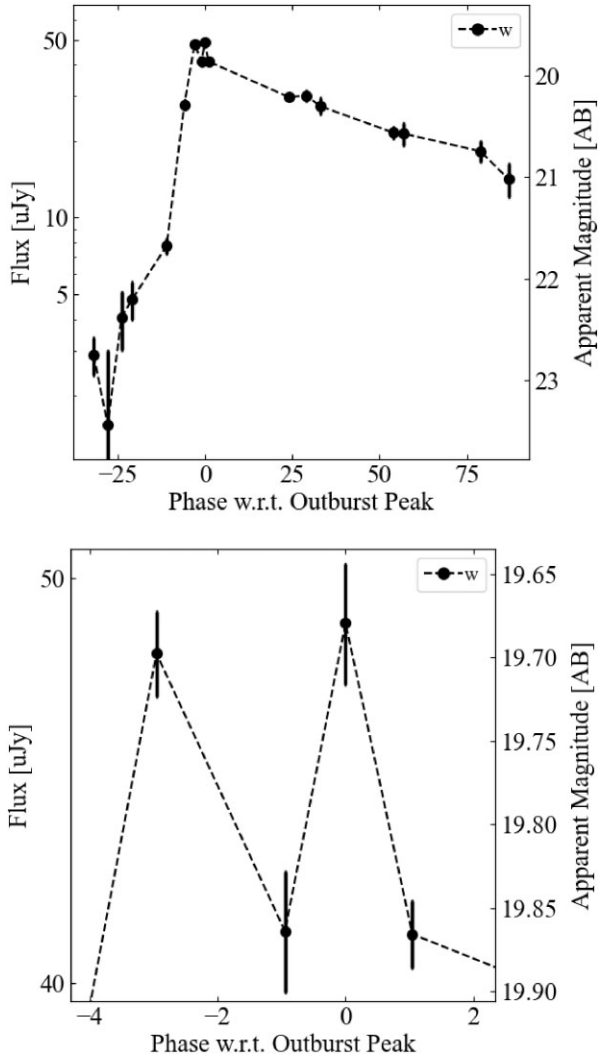 50
10
5
Flux [uJy]
w
20
21
22
23
Apparent Magnitude [AB]
−25 0 25 50 75
Phase w.r.t. Outburst Peak
50
40
Flux [uJy]
w
19.65
19.70
19.75
19.80
19.85
19.90
Apparent Magnitude [AB]
−4 −2 0 2
Phase w.r.t. Outburst Peak